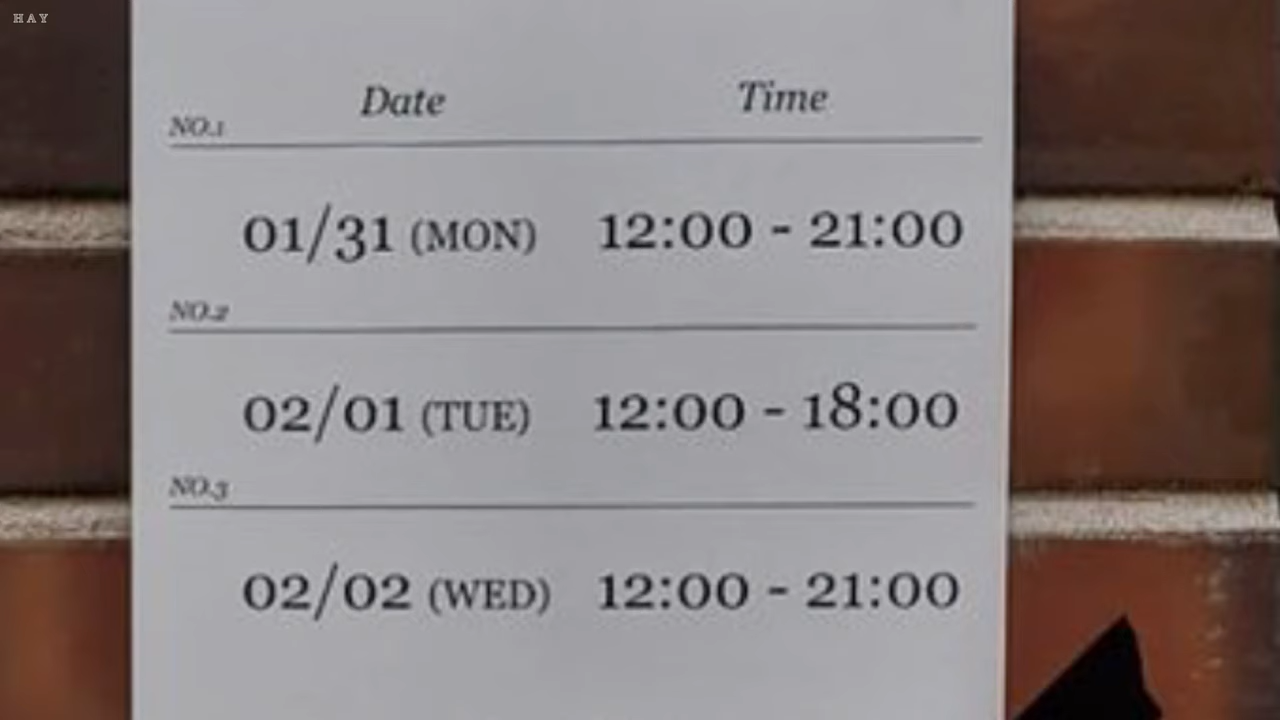 HAY
Date Time
NO.1
01/31 (MON) 12:00 - 21:00
NO.2
02/01 (TUE) 12:00 - 18:00
NO.3
02/02 (WED) 12:00 - 21:00